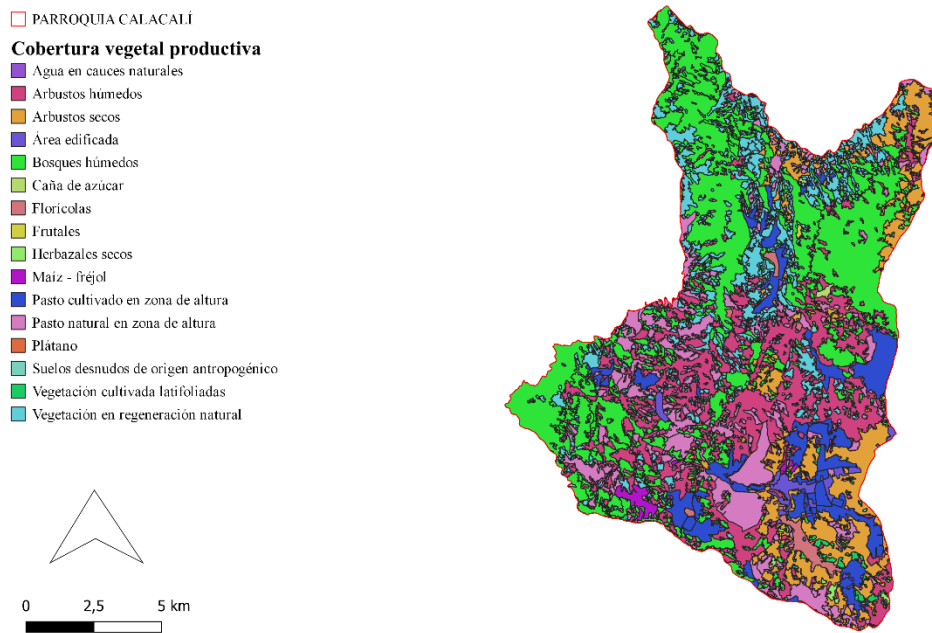 PARROQUIA CALACALÍ
Cobertura vegetal productiva
Agua en cauces naturales
Arbustos húmedos
Arbustos secos
Área edificada
Bosques húmedos
Caña de azúcar
Florícolas
Frutales
Herbazales secos
Maíz - fréjol
Pasto cultivado en zona de altura
Pasto natural en zona de altura
Plátano
Suelos desnudos de origen antropogénico
Vegetación cultivada latifoliadas
Vegetación en regeneración natural
0 2,5 5 km